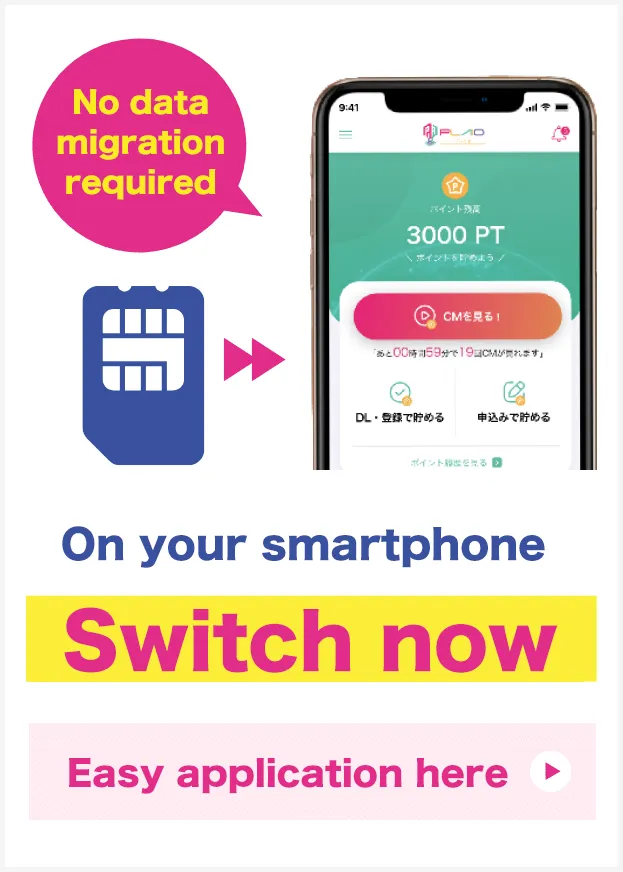 No data
migration
required
9:41
PLAIO
ポイント残高
3000 PT
＼ ポイントを貯めよう ／
CMを見る！
「あと00時間59分で19回CMが見れます」
DL・登録で貯める
申込みで貯める
ポイント履歴を見る
On your smartphone
Switch now
Easy application here